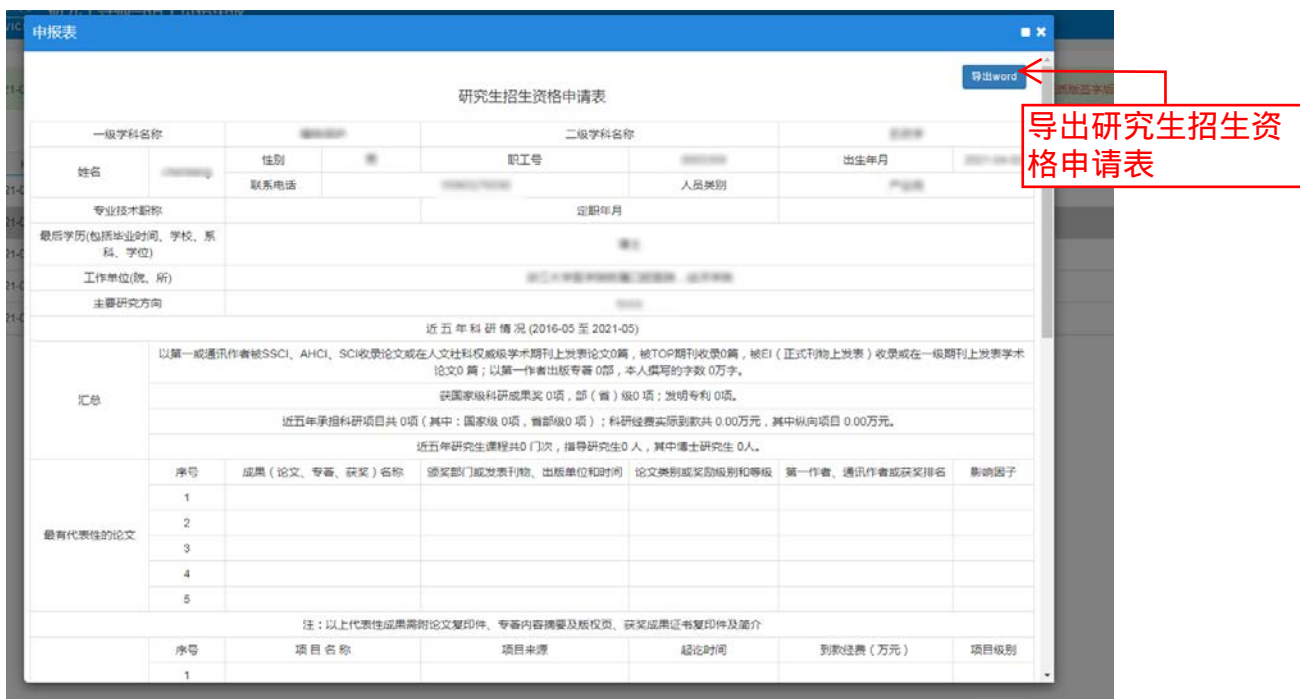 申报表
导出word
研究生招生资格申请表
导出研究生招生资
格申请表
一级学科名称 二级学科名称
姓名 性别 职工号 出生年月
联系电话 人员类别
专业技术职称 定职年月
最后学历(包括毕业时间、学校、系
科、学位)
工作单位(院、所)
主要研究方向
近 五 年 科 研 情 况 (2016-05 至 2021-05)
汇总
以第一或通讯作者被SSCI、AHCI、SCI收录论文或在人文社科权威级学术期刊上发表论文0篇，被TOP期刊收录0篇，被EI（正式刊物上发表）收录或在一级期刊上发表学术
论文0 篇；以第一作者出版专著 0部，本人撰写的字数 0万字。
获国家级科研成果奖 0项，部（省）级0 项；发明专利 0项。
近五年承担科研项目共 0项（其中：国家级 0项，省部级0 项）；科研经费实际到款共 0.00万元，其中纵向项目 0.00万元。
近五年研究生课程共0 门次，指导研究生0 人，其中博士研究生 0人。
最有代表性的论文
序号 成果（论文、专著、获奖）名称 颁奖部门或发表刊物、出版单位和时间 论文类别或奖励级别和等级 第一作者、通讯作者或获奖排名 影响因子
1
2
3
4
5
注：以上代表性成果需附论文复印件、专著内容摘要及版权页、获奖成果证书复印件及简介
序号 项 目 名 称 项目来源 起讫时间 到款经费（万元） 项目级别
1